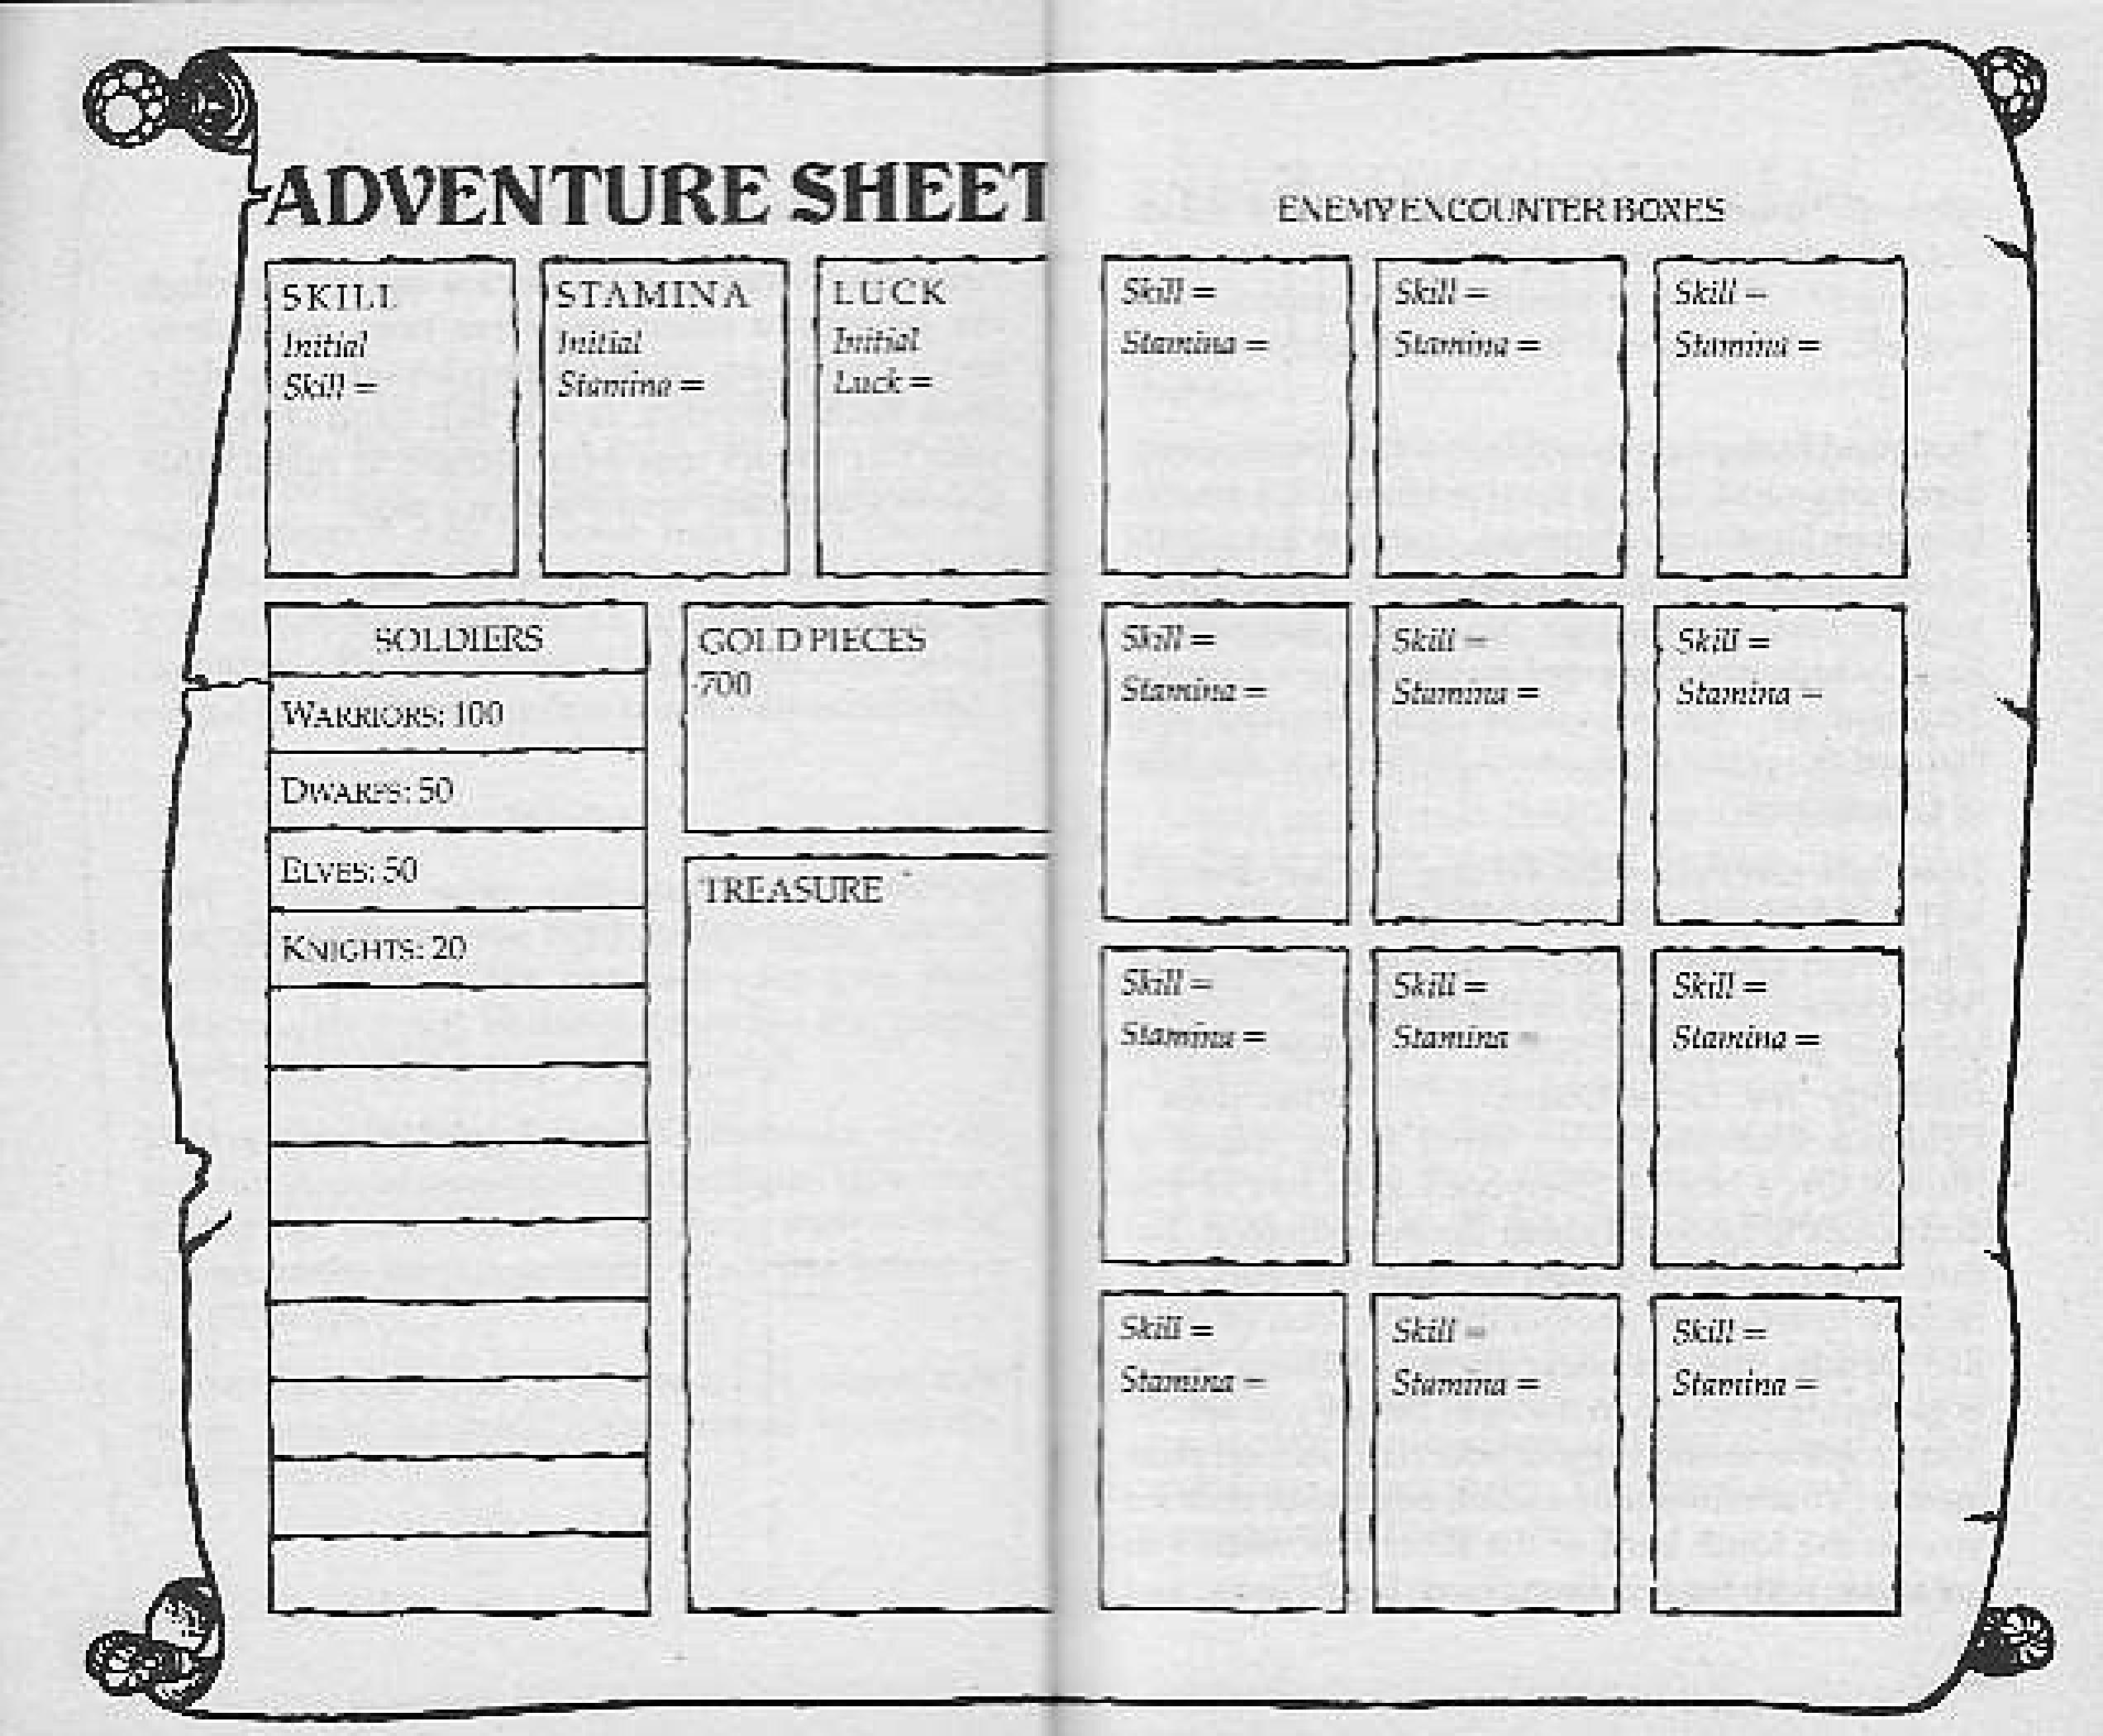 ADVENTURE SHEET
SKILL
Initial
Skill =
STAMINA
Initial
Stamina =
LUCK
Initial
Luck =
SOLDIERS
WARRIORS: 100
DWARFS: 50
ELVES: 50
KNIGHTS: 20
GOLD PIECES
700
TREASURE
ENEMY ENCOUNTER BOXES
Skill =
Stamina =
Skill =
Stamina =
Skill =
Stamina =
Skill =
Stamina =
Skill =
Stamina =
Skill =
Stamina =
Skill =
Stamina =
Skill =
Stamina =
Skill =
Stamina =
Skill =
Stamina =
Skill =
Stamina =
Skill =
Stamina =